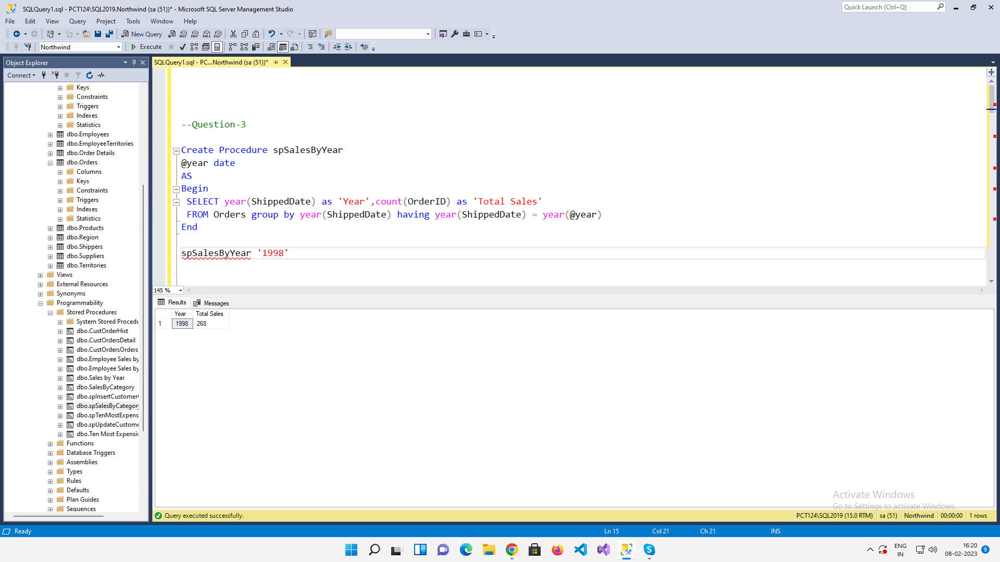 SQLQuery1.sql - PCT124\SQL2019.Northwind (sa (51))* - Microsoft SQL Server Management Studio
Quick Launch (Ctrl+Q)
File Edit View Query Project Tools Window Help
New Query
MDX DMX XMLA DAX
Northwind
Execute
Object Explorer
SQLQuery1.sql - PC...Northwind (sa (51))*
Connect
Keys
Constraints
Triggers
Indexes
Statistics
dbo.Employees
dbo.EmployeeTerritories
dbo.Order Details
dbo.Orders
Columns
Keys
Constraints
Triggers
Indexes
Statistics
dbo.Products
dbo.Region
dbo.Shippers
dbo.Suppliers
dbo.Territories
Views
External Resources
Synonyms
Programmability
Stored Procedures
System Stored Procedu
dbo.CustOrderHist
dbo.CustOrdersDetail
dbo.CustOrdersOrders
dbo.Employee Sales by
dbo.Employee Sales by
dbo.Sales by Year
dbo.SalesByCategory
dbo.spInsertCustomer
dbo.spSalesByCategory
dbo.spTenMostExpens
dbo.spUpdateCustome
dbo.Ten Most Expensiv
Functions
Database Triggers
Assemblies
Types
Rules
Defaults
Plan Guides
Sequences
--Question-3
Create Procedure spSalesByYear
@year date
AS
Begin
SELECT year(ShippedDate) as 'Year',count(OrderID) as 'Total Sales'
FROM Orders group by year(ShippedDate) having year(ShippedDate) = year(@year)
End
spSalesByYear '1998'
145 %
Results Messages
Year Total Sales
1 1998 268
Activate Windows
Go to Settings to activate Windows.
Query executed successfully.
PCT124\SQL2019 (15.0 RTM) sa (51) Northwind 00:00:00 1 rows
Ready
Ln 15 Col 21 Ch 21 INS
ENG
IN
16:20
08-02-2023
9